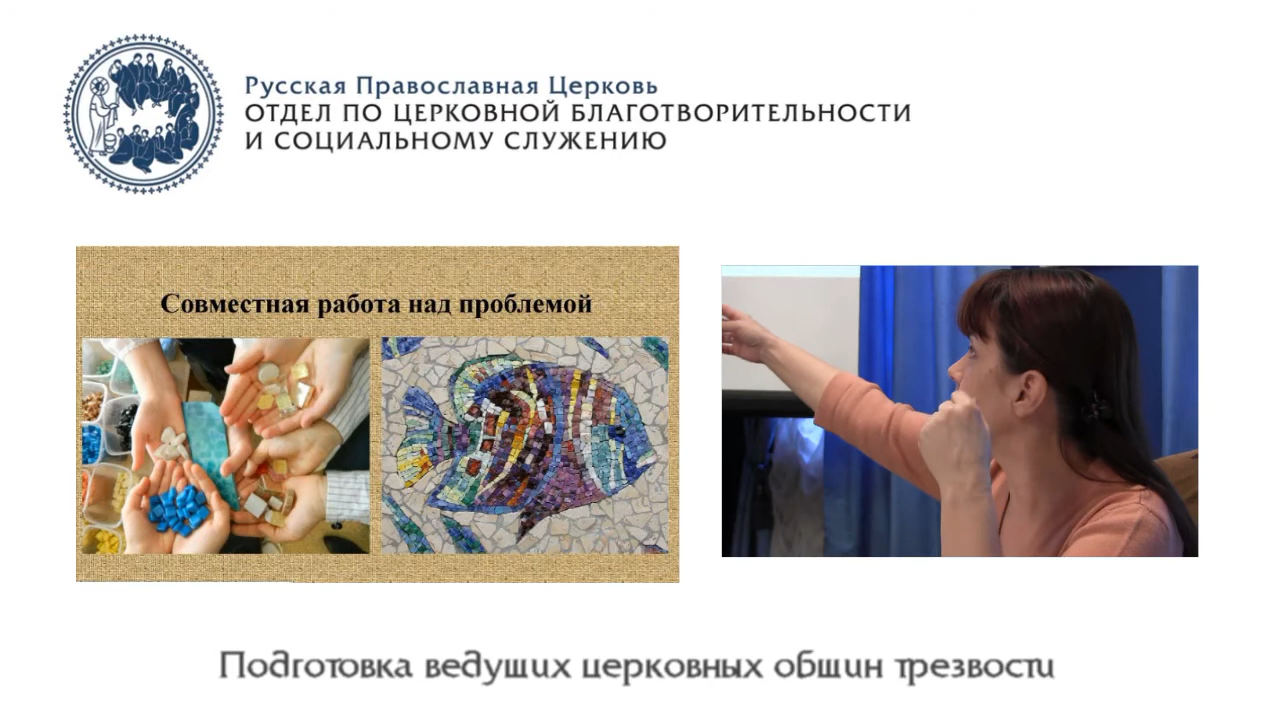 Русская Православная Церковь
ОТДЕЛ ПО ЦЕРКОВНОЙ БЛАГОТВОРИТЕЛЬНОСТИ
И СОЦИАЛЬНОМУ СЛУЖЕНИЮ
Совместная работа над проблемой
Подготовка ведущих церковных общин трезвости